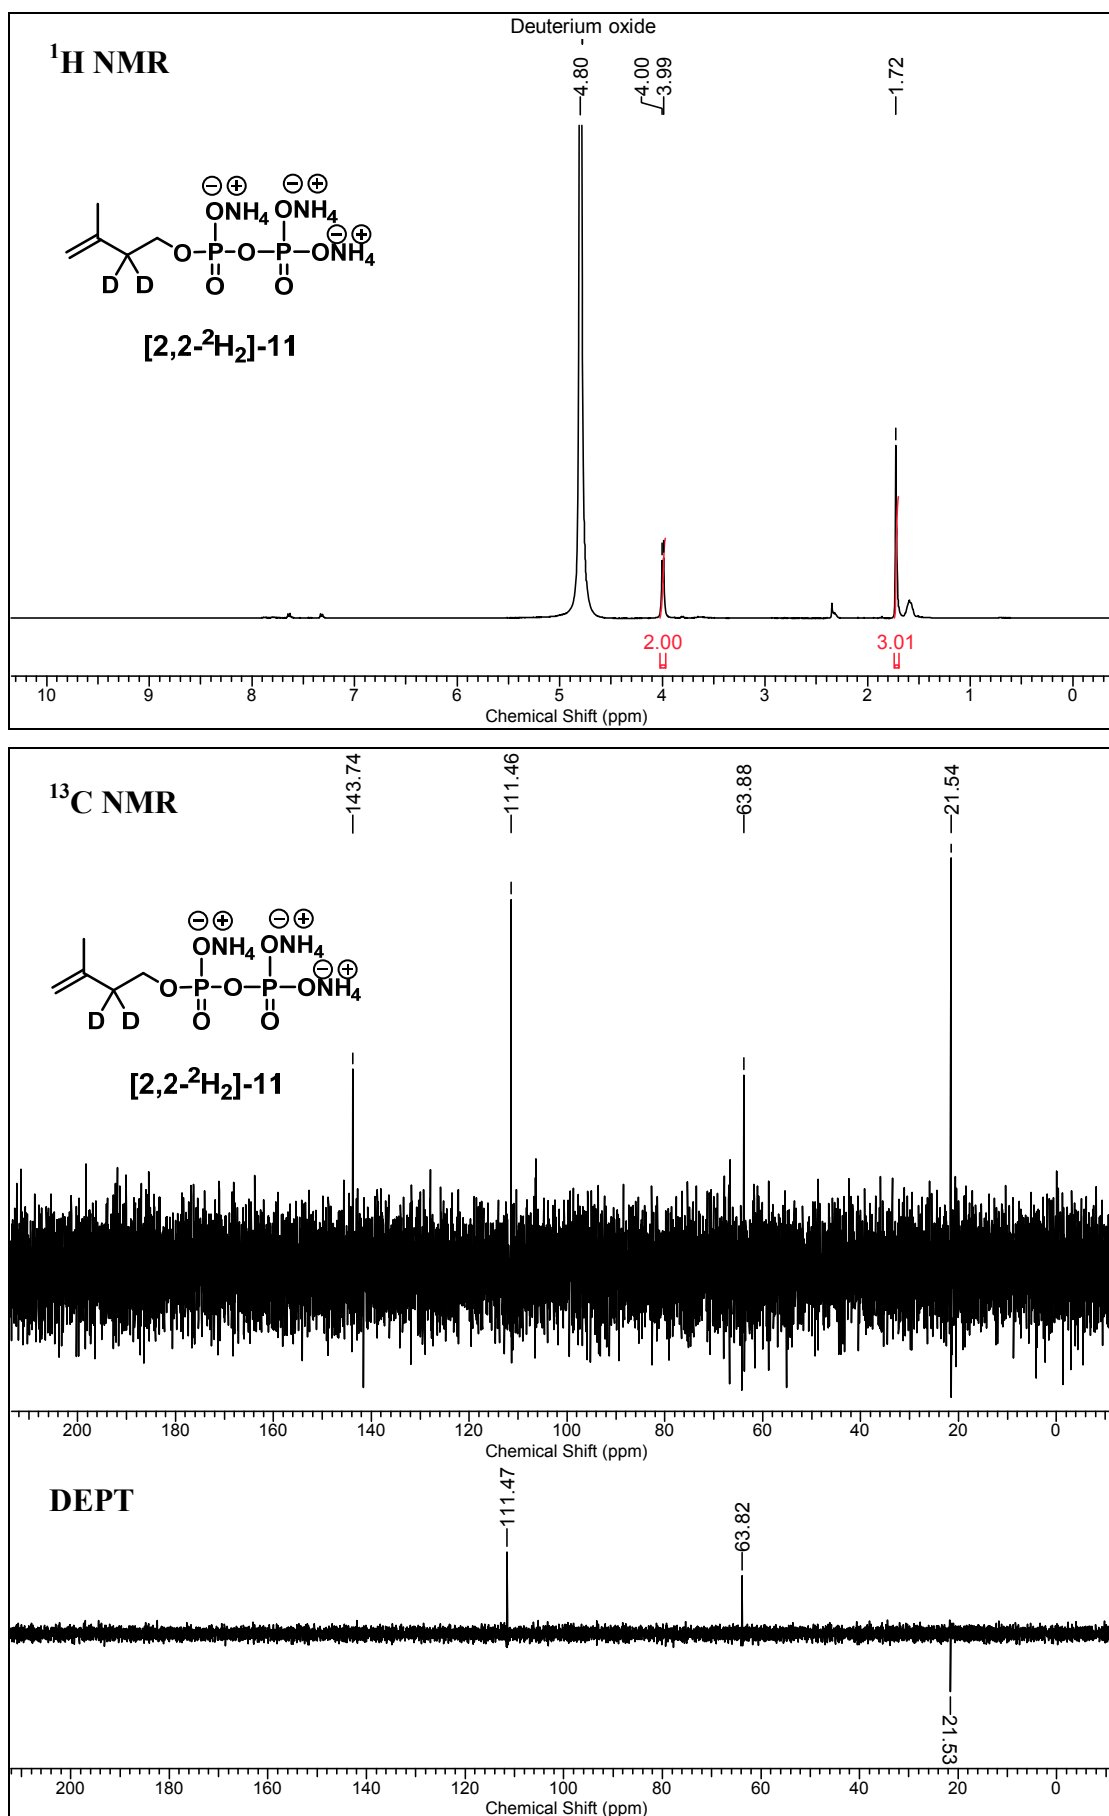 Deuterium oxide
¹H NMR
4.80
4.00
3.99
1.72
⊖⊕ ⊖⊕
ONH₄ ONH₄
⊖⊕
O–P–O–P–ONH₄
D D O O
[2,2-²H₂]-11
2.00 3.01
10 9 8 7 6 5 4 3 2 1 0
Chemical Shift (ppm)
¹³C NMR
143.74
111.46
63.88
21.54
⊖⊕ ⊖⊕
ONH₄ ONH₄
⊖⊕
O–P–O–P–ONH₄
D D O O
[2,2-²H₂]-11
200 180 160 140 120 100 80 60 40 20 0
Chemical Shift (ppm)
DEPT
111.47
63.82
21.53
200 180 160 140 120 100 80 60 40 20 0
Chemical Shift (ppm)